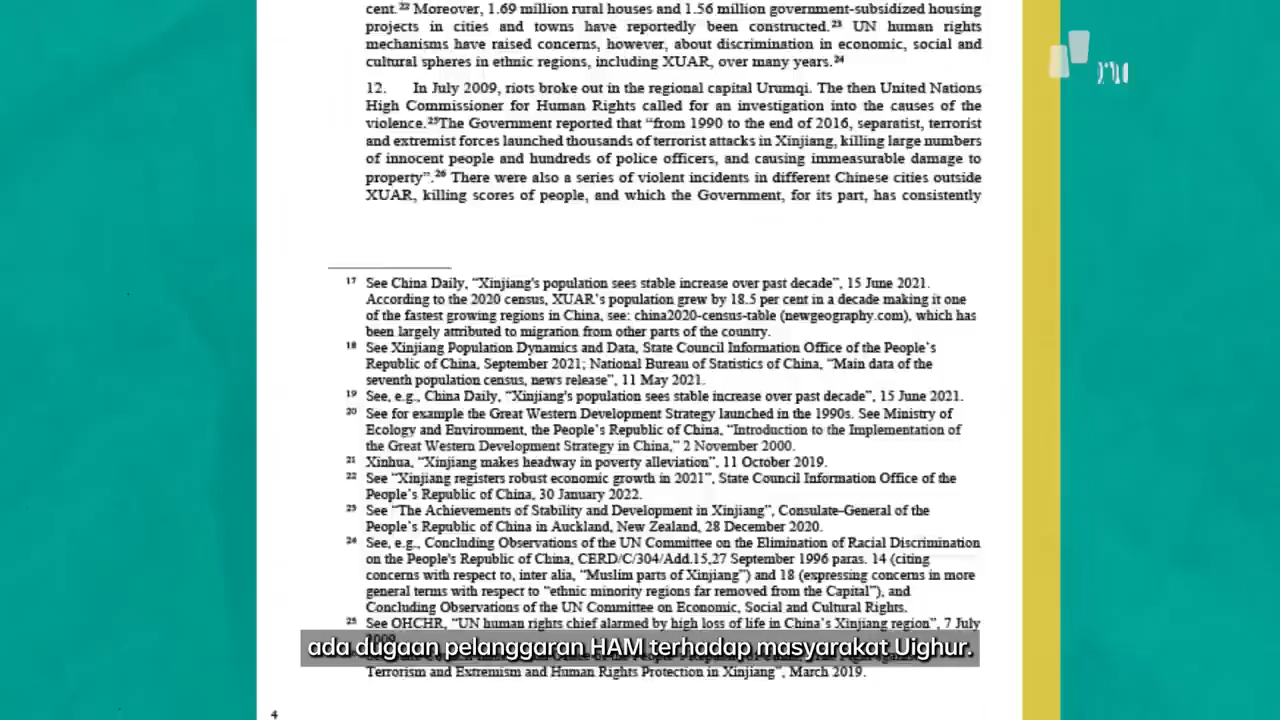 cent.²² Moreover, 1.69 million rural houses and 1.56 million government-subsidized housing
projects in cities and towns have reportedly been constructed.²³ UN human rights
mechanisms have raised concerns, however, about discrimination in economic, social and
cultural spheres in ethnic regions, including XUAR, over many years.²⁴
12. In July 2009, riots broke out in the regional capital Urumqi. The then United Nations
High Commissioner for Human Rights called for an investigation into the causes of the
violence.²⁵The Government reported that “from 1990 to the end of 2016, separatist, terrorist
and extremist forces launched thousands of terrorist attacks in Xinjiang, killing large numbers
of innocent people and hundreds of police officers, and causing immeasurable damage to
property”.²⁶ There were also a series of violent incidents in different Chinese cities outside
XUAR, killing scores of people, and which the Government, for its part, has consistently
¹⁷ See China Daily, “Xinjiang's population sees stable increase over past decade”, 15 June 2021.
According to the 2020 census, XUAR’s population grew by 18.5 per cent in a decade making it one
of the fastest growing regions in China, see: china2020-census-table (newgeography.com), which has
been largely attributed to migration from other parts of the country.
¹⁸ See Xinjiang Population Dynamics and Data, State Council Information Office of the People’s
Republic of China, September 2021; National Bureau of Statistics of China, “Main data of the
seventh population census, news release”, 11 May 2021.
¹⁹ See, e.g., China Daily, “Xinjiang's population sees stable increase over past decade”, 15 June 2021.
²⁰ See for example the Great Western Development Strategy launched in the 1990s. See Ministry of
Ecology and Environment, the People’s Republic of China, “Introduction to the Implementation of
the Great Western Development Strategy in China,” 2 November 2000.
²¹ Xinhua, “Xinjiang makes headway in poverty alleviation”, 11 October 2019.
²² See “Xinjiang registers robust economic growth in 2021”, State Council Information Office of the
People’s Republic of China, 30 January 2022.
²³ See “The Achievements of Stability and Development in Xinjiang”, Consulate-General of the
People’s Republic of China in Auckland, New Zealand, 28 December 2020.
²⁴ See, e.g., Concluding Observations of the UN Committee on the Elimination of Racial Discrimination
on the People's Republic of China, CERD/C/304/Add.15,27 September 1996 paras. 14 (citing
concerns with respect to, inter alia, “Muslim parts of Xinjiang”) and 18 (expressing concerns in more
general terms with respect to “ethnic minority regions far removed from the Capital”), and
Concluding Observations of the UN Committee on Economic, Social and Cultural Rights.
²⁵ See OHCHR, “UN human rights chief alarmed by high loss of life in China’s Xinjiang region”, 7 July
2009.
ada dugaan pelanggaran HAM terhadap masyarakat Uighur.
Terrorism and Extremism and Human Rights Protection in Xinjiang”, March 2019.
4